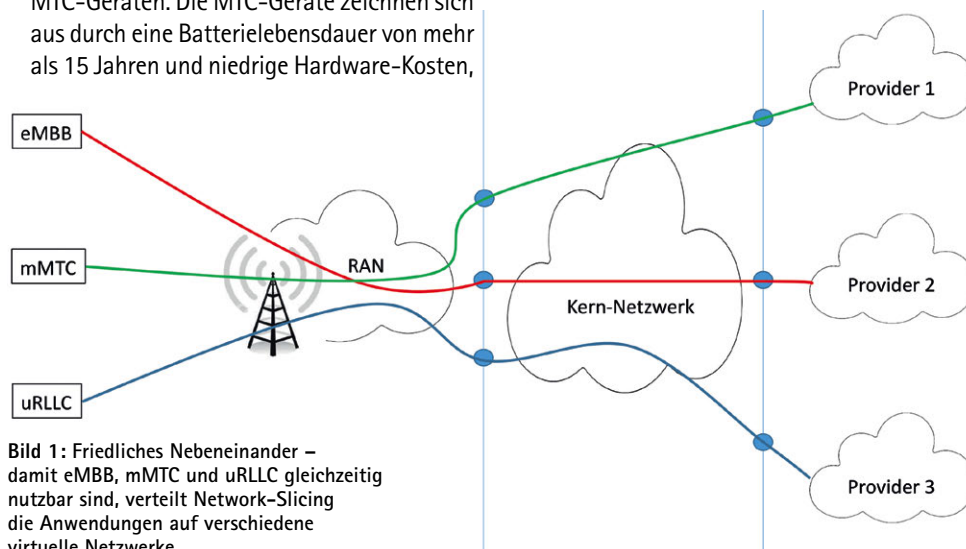 MTC-Geräten. Die MTC-Geräte zeichnen sich
aus durch eine Batterielebensdauer von mehr
als 15 Jahren und niedrige Hardware-Kosten,
Provider 1
eMBB
mMTC
RAN
Provider 2
Kern-Netzwerk
uRLLC
Provider 3
Bild 1: Friedliches Nebeneinander –
damit eMBB, mMTC und uRLLC gleichzeitig
nutzbar sind, verteilt Network-Slicing
die Anwendungen auf verschiedene
virtuelle Netzwerke